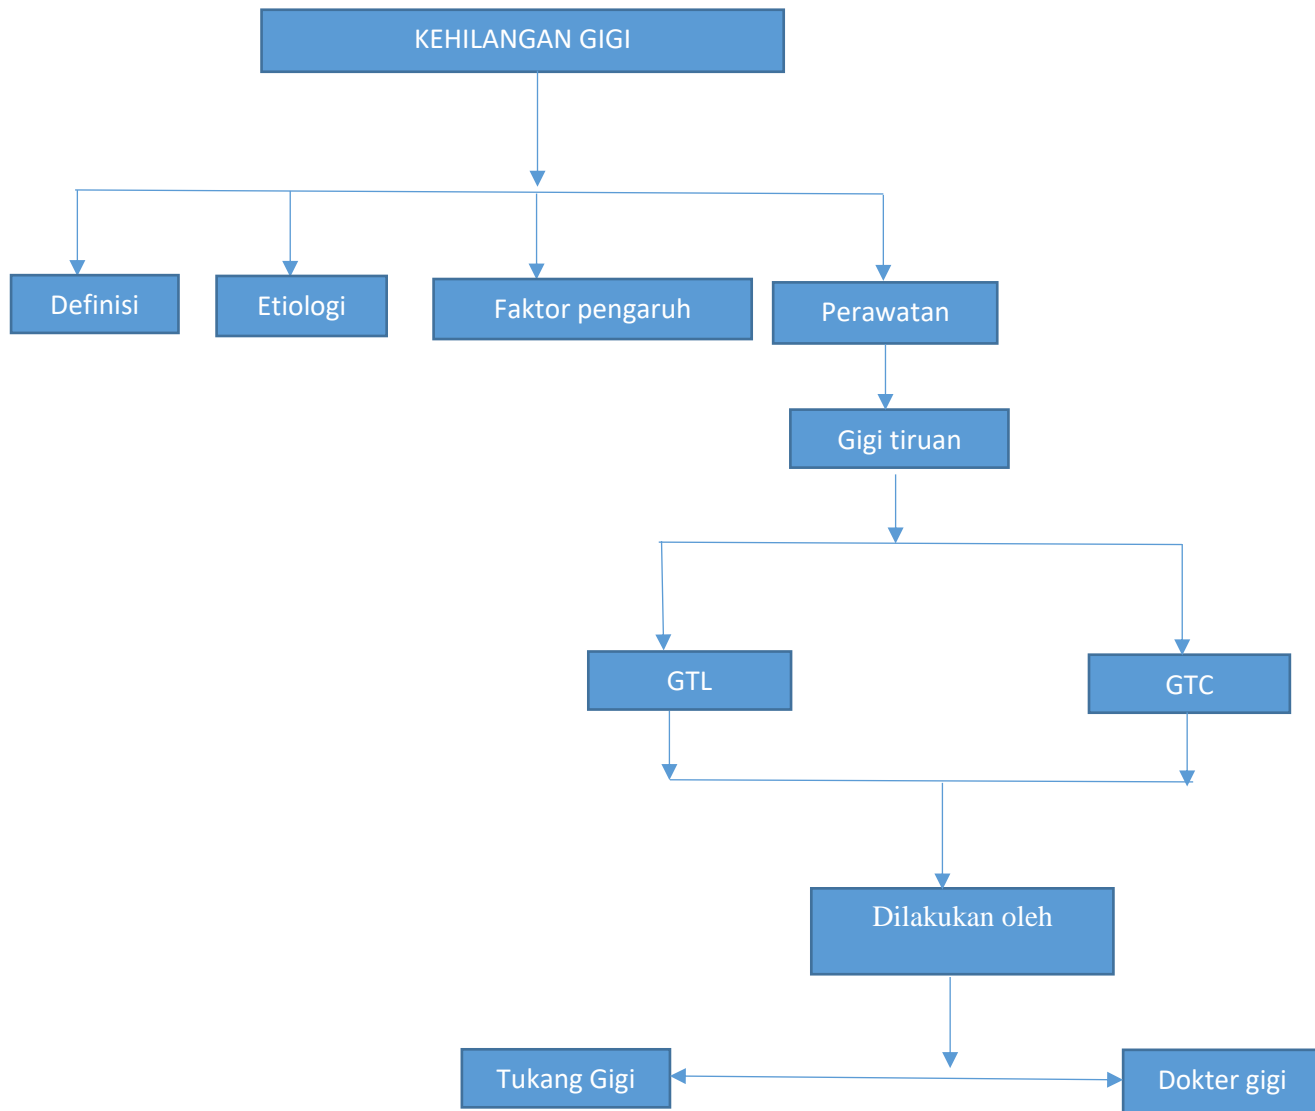 KEHILANGAN GIGI
Definisi
Etiologi
Faktor pengaruh
Perawatan
Gigi tiruan
GTL
GTC
Dilakukan oleh
Tukang Gigi
Dokter gigi